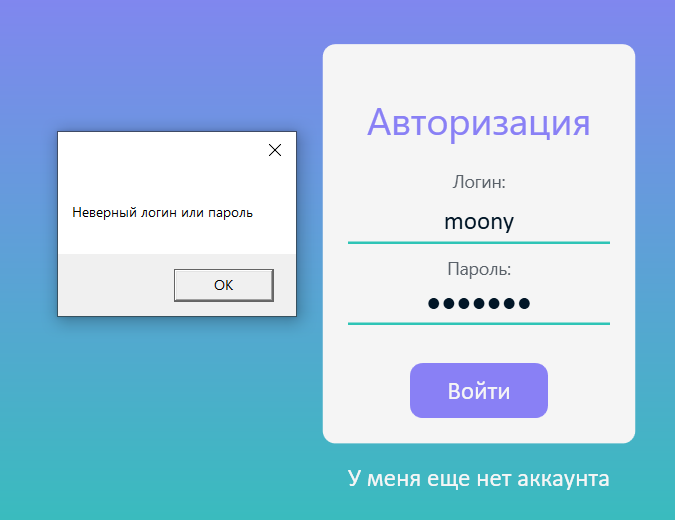 Неверный логин или пароль
OK
Авторизация
Логин:
moony
Пароль:
Войти
У меня еще нет аккаунта